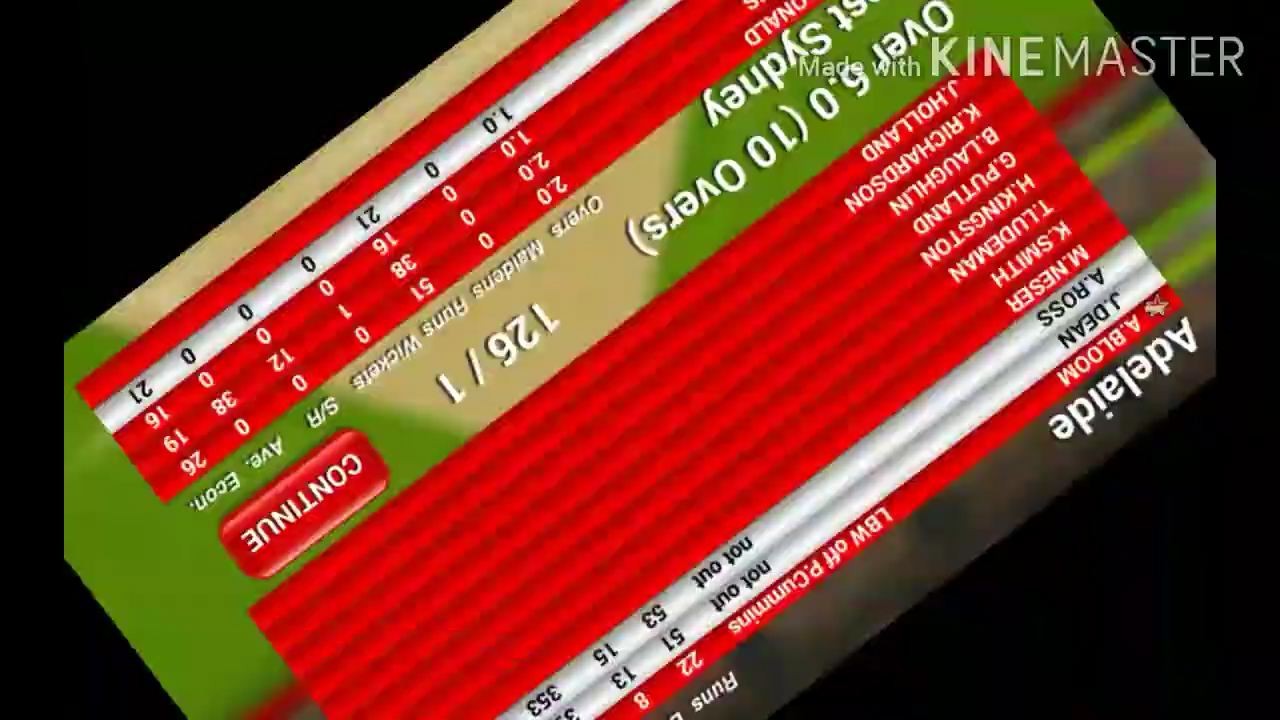 Made with KINEMASTER
Adelaide
Runs
A.BLOOM LBW off P.Cummins 22 8
J.DEAN not out 51 13
A.ROSS not out 53 15 353
M.NESER
K.SMITH
T.LUDEMAN
H.KINGSTON
G.PUTLAND
B.LAUGHLIN
K.RICHARDSON
J.HOLLAND
Over 6.0 (10 Overs) 126 / 1
Sydney
CONTINUE
Overs Maidens Runs Wickets S/R Ave. Econ.
2.0 0 51 0 0 0 26
2.0 0 38 1 12 38 19
1.0 0 16 0 0 0 16
1.0 0 21 0 0 0 21